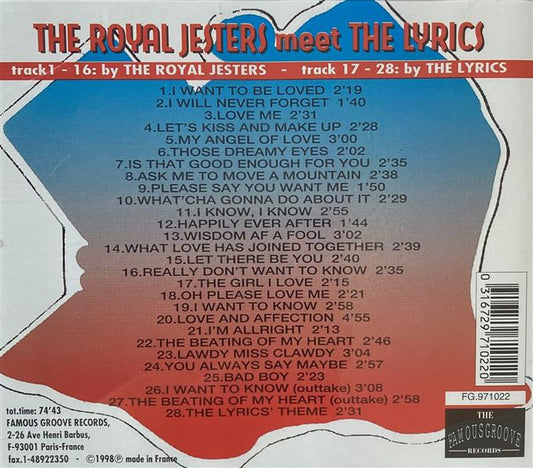 THE ROYAL JESTERS meet THE LYRICS
track1 - 16: by THE ROYAL JESTERS - track 17 - 28: by THE LYRICS
1.I WANT TO BE LOVED 2'19
2.I WILL NEVER FORGET 1'40
3.LOVE ME 2'31
4.LET'S KISS AND MAKE UP 2'28
5.MY ANGEL OF LOVE 3'00
6.THOSE DREAMY EYES 2'02
7.IS THAT GOOD ENOUGH FOR YOU 2'35
8.ASK ME TO MOVE A MOUNTAIN 2'38
9.PLEASE SAY YOU WANT ME 1'50
10.WHAT'CHA GONNA DO ABOUT IT 2'29
11.I KNOW, I KNOW 2'55
12.HAPPILY EVER AFTER 1'44
13.WISDOM AF A FOOL 3'02
14.WHAT LOVE HAS JOINED TOGETHER 2'39
15.LET THERE BE YOU 2'40
16.REALLY DON'T WANT TO KNOW 2'35
17.THE GIRL I LOVE 2'15
18.OH PLEASE LOVE ME 2'21
19.I WANT TO KNOW 2'58
20.LOVE AND AFFECTION 4'55
21.I'M ALLRIGHT 2'13
22.THE BEATING OF MY HEART 2'46
23.LAWDY MISS CLAWDY 3'04
24.YOU ALWAYS SAY MAYBE 2'57
25.BAD BOY 2'23
26.I WANT TO KNOW (outtake) 3'08
27.THE BEATING OF MY HEART (outtake) 2'58
28.THE LYRICS' THEME 2'31
tot.time: 74'43
FAMOUS GROOVE RECORDS,
2-26 Ave Henri Barbus,
F-93001 Paris-France
fax.1-48922350 - ©1998℗ made in France
0 316729 710220
FG.971022
THE
FAMOUSGROOVE
RECORDS